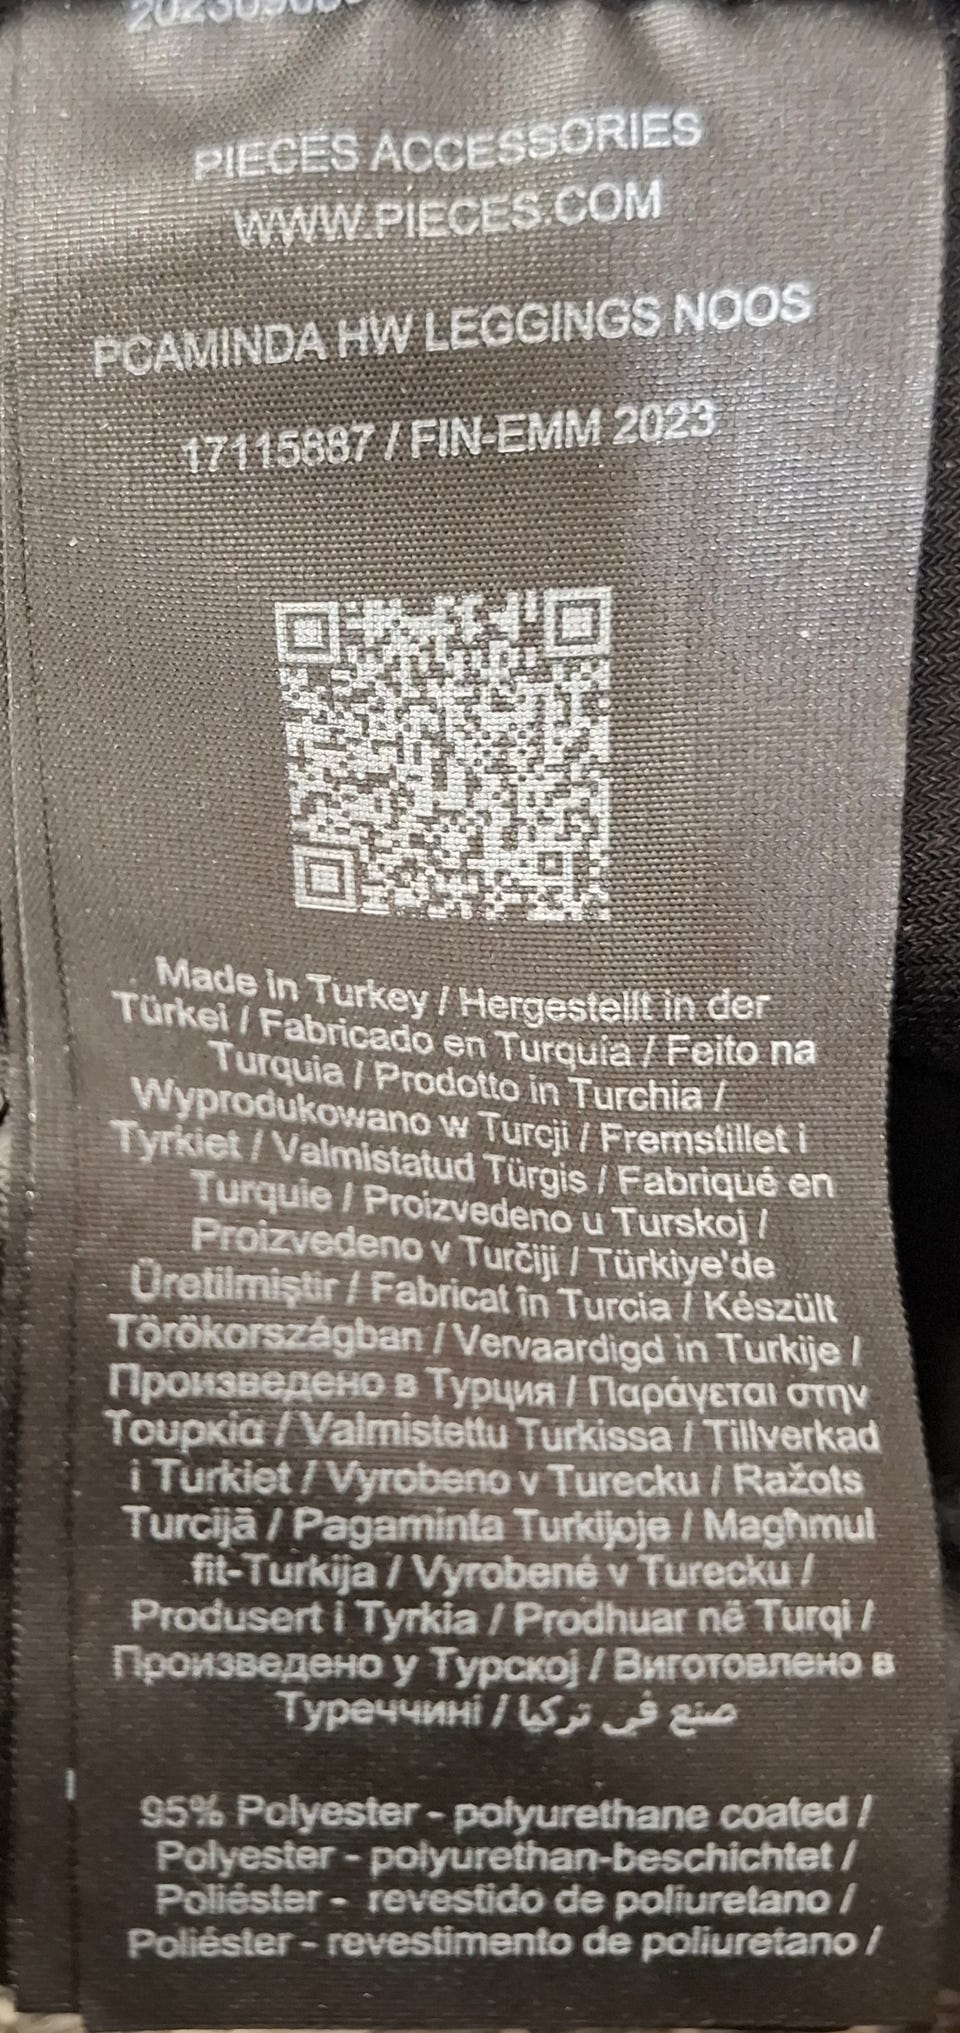 PIECES ACCESSORIES
WWW.PIECES.COM
PCAMINDA HW LEGGINGS NOOS
17115887 / FIN-EMM 2023
Made in Turkey / Hergestellt in der
Türkei / Fabricado en Turquia / Feito na
Turquia / Prodotto in Turchia /
Wyprodukowano w Turcji / Fremstillet i
Tyrkiet / Valmistatud Türgis / Fabriqué en
Turquie / Proizvedeno u Turskoj /
Proizvedeno v Turčiji / Türkiye'de
Üretilmiştir / Fabricat în Turcia / Készült
Törökországban / Vervaardigd in Turkije /
Произведено в Турция / Παράγεται στην
Τουρκία / Valmistettu Turkissa / Tillverkad
i Turkiet / Vyrobeno v Turecku / Ražots
Turcijā / Pagaminta Turkijoje / Magħmul
fit-Turkija / Vyrobené v Turecku /
Produsert i Tyrkia / Prodhuar në Turqi /
Произведено у Турској / Виготовлено в
Туреччині / صنع في تركيا
95% Polyester - polyurethane coated /
Polyester - polyurethan-beschichtet /
Poliéster - revestido de poliuretano /
Poliéster - revestimento de poliuretano /